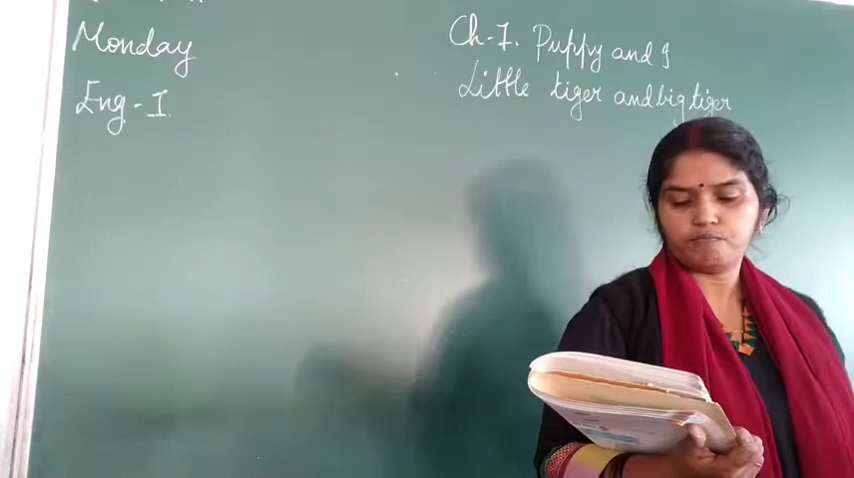 Monday
Eng - I
Ch-7. Puppy and I
Little tiger and big tiger